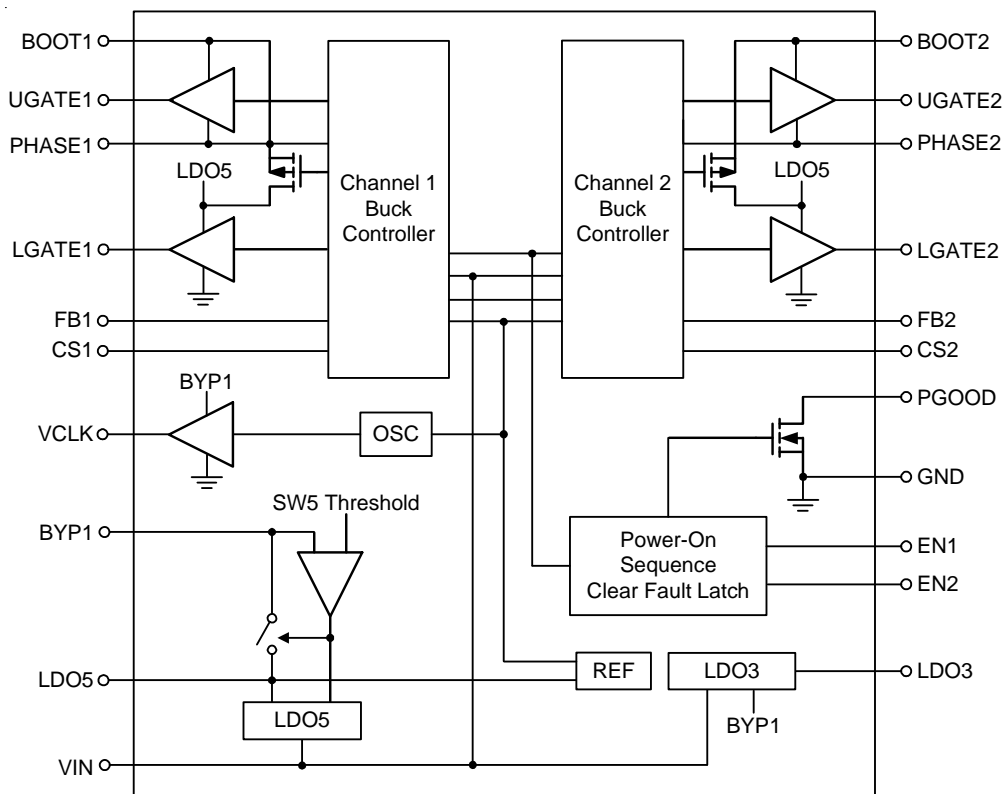 BOOT1
BOOT2
UGATE1
UGATE2
PHASE1
PHASE2
LDO5
LDO5
Channel 1
Buck
Controller
Channel 2
Buck
Controller
LGATE1
LGATE2
FB1
FB2
CS1
CS2
BYP1
PGOOD
VCLK
OSC
GND
SW5 Threshold
BYP1
Power-On
Sequence
Clear Fault Latch
EN1
EN2
LDO5
REF
LDO3
LDO3
LDO5
BYP1
VIN